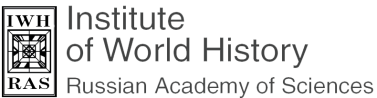 IWH
RAS
Institute
of World History
Russian Academy of Sciences